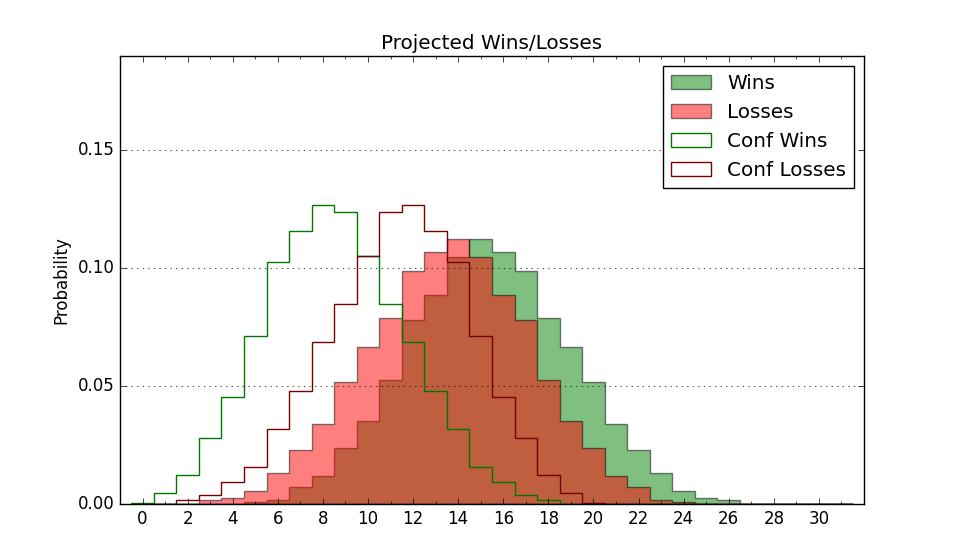 Projected Wins/Losses
Wins
Losses
Conf Wins
Conf Losses
Probability
0.15
0.10
0.05
0.00
0 2 4 6 8 10 12 14 16 18 20 22 24 26 28 30